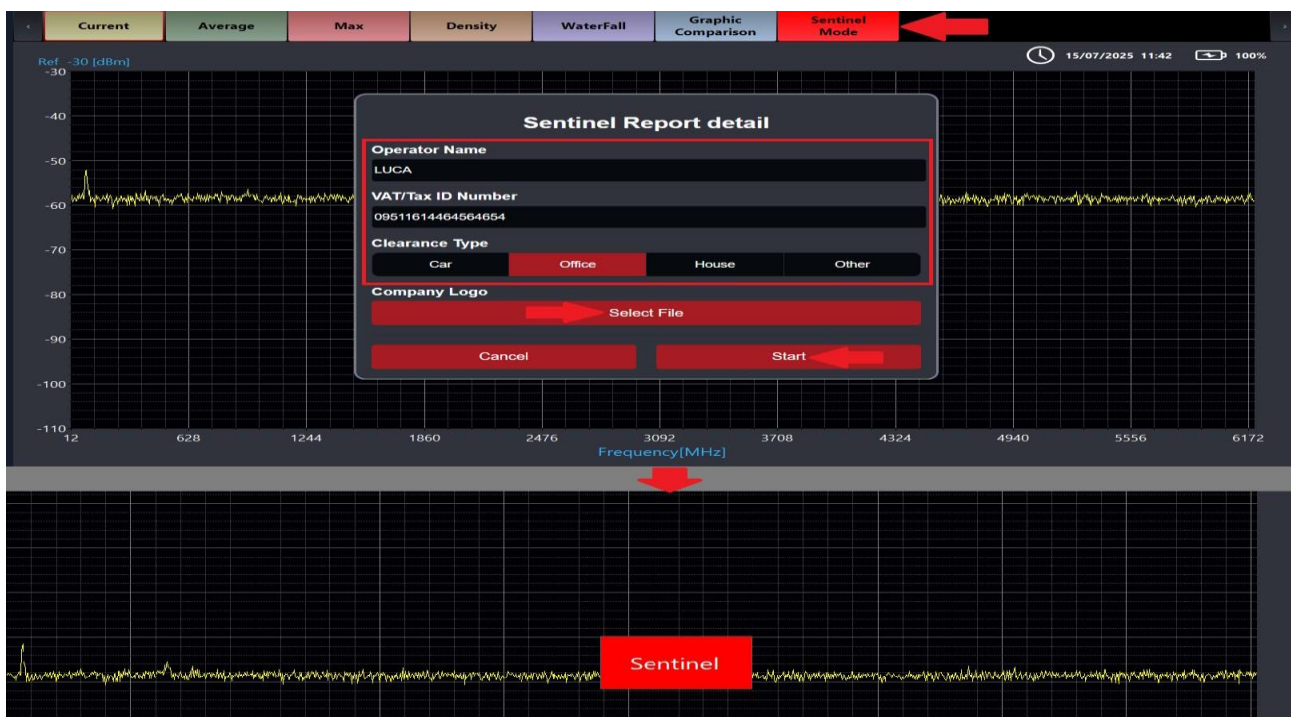 Current Average Max Density WaterFall Graphic Comparison Sentinel Mode
15/07/2025 11:42 100%
Ref -30 [dBm]
-30
-40
-50
-60
-70
-80
-90
-100
-110
Sentinel Report detail
Operator Name
LUCA
VAT/Tax ID Number
09511614464564654
Clearance Type
Car Office House Other
Company Logo
Select File
Cancel Start
12 628 1244 1860 2476 3092 3708 4324 4940 5556 6172
Frequency[MHz]
Sentinel